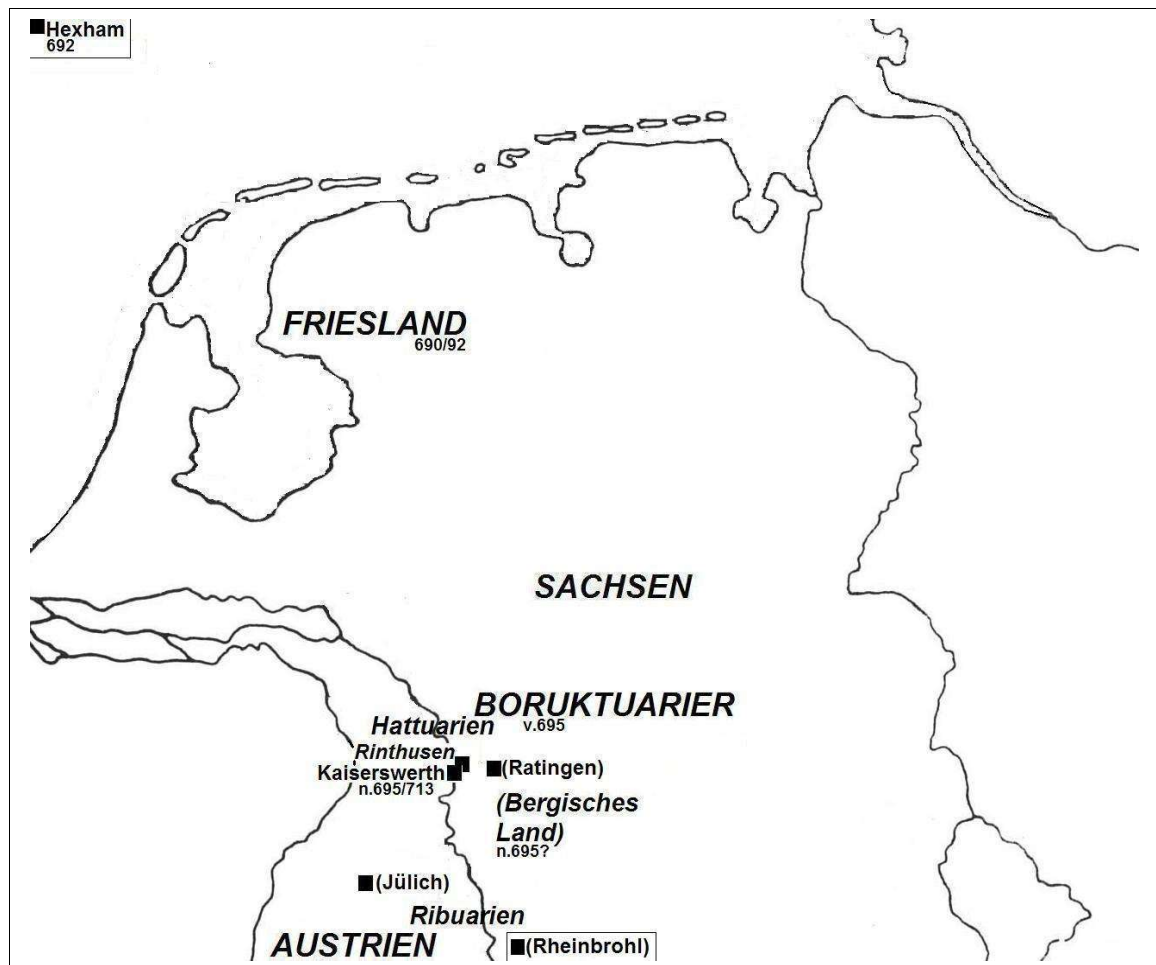 Hexham
692
FRIESLAND
690/92
SACHSEN
BORUKTUARIER
v.695
Hattuarien
Rinthusen
Kaiserswerth
n.695/713
(Ratingen)
(Bergisches
Land)
n.695?
(Jülich)
Ribuarien
AUSTRIEN
(Rheinbrohl)